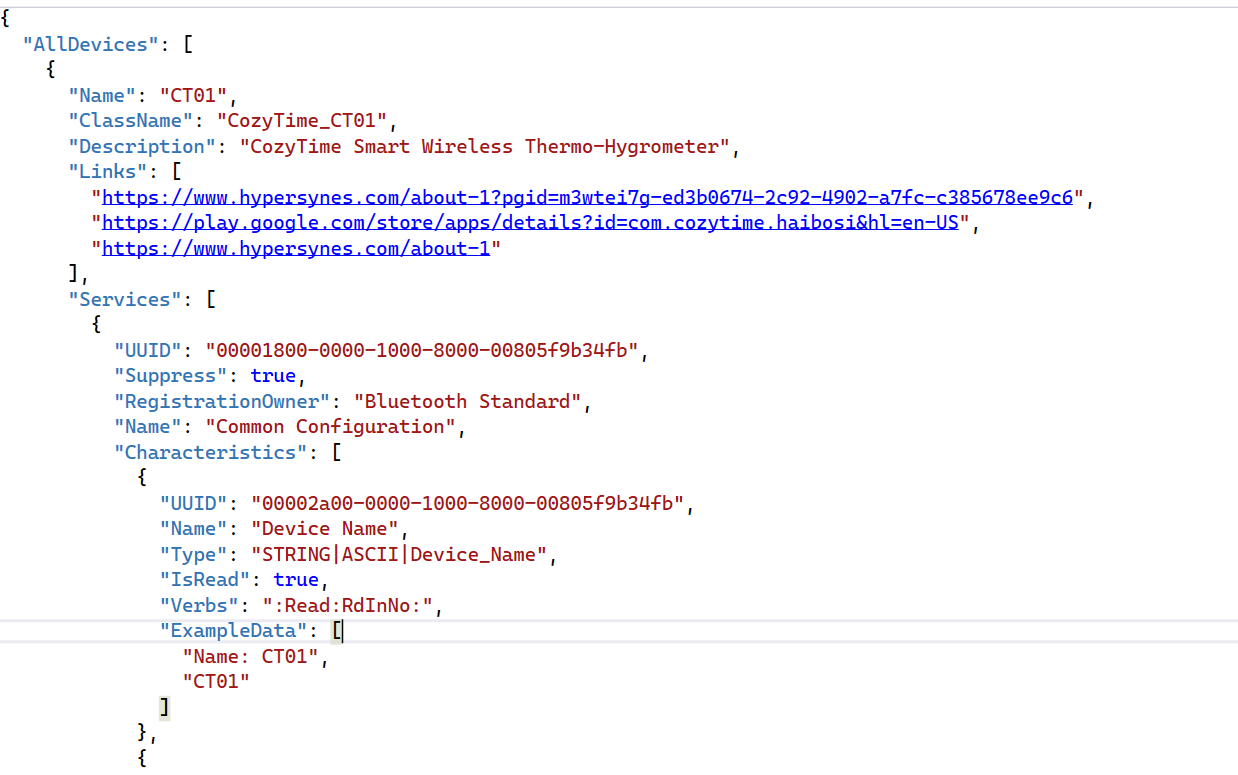 {
"AllDevices": [
{
"Name": "CT01",
"ClassName": "CozyTime_CT01",
"Description": "CozyTime Smart Wireless Thermo-Hygrometer",
"Links": [
"https://www.hypersynes.com/about-1?pgid=m3wtei7g-ed3b0674-2c92-4902-a7fc-c385678ee9c6",
"https://play.google.com/store/apps/details?id=com.cozytime.haibosi&hl=en-US",
"https://www.hypersynes.com/about-1"
],
"Services": [
{
"UUID": "00001800-0000-1000-8000-00805f9b34fb",
"Suppress": true,
"RegistrationOwner": "Bluetooth Standard",
"Name": "Common Configuration",
"Characteristics": [
{
"UUID": "00002a00-0000-1000-8000-00805f9b34fb",
"Name": "Device Name",
"Type": "STRING|ASCII|Device_Name",
"IsRead": true,
"Verbs": ":Read:RdInNo:",
"ExampleData": [
"Name: CT01",
"CT01"
]
},
{